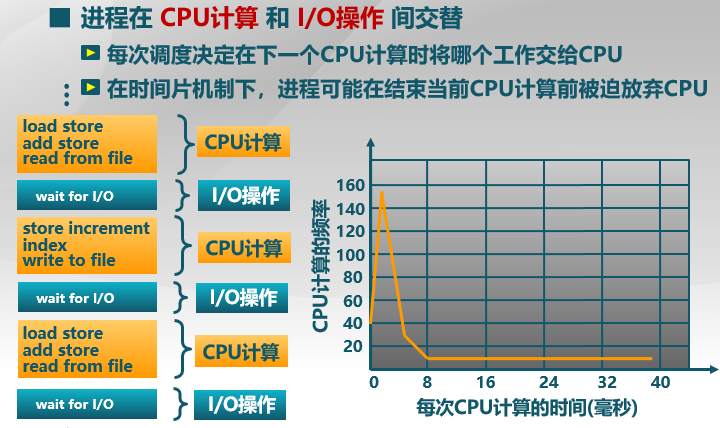 进程在 CPU计算 和 I/O操作 间交替
每次调度决定在下一个CPU计算时将哪个工作交给CPU
在时间片机制下，进程可能在结束当前CPU计算前被迫放弃CPU
load store
add store
read from file
CPU计算
wait for I/O
I/O操作
store increment
index
write to file
CPU计算
wait for I/O
I/O操作
load store
add store
read from file
CPU计算
wait for I/O
I/O操作
CPU计算的频率
160
140
120
100
80
60
40
20
0 8 16 24 32 40
每次CPU计算的时间(毫秒)